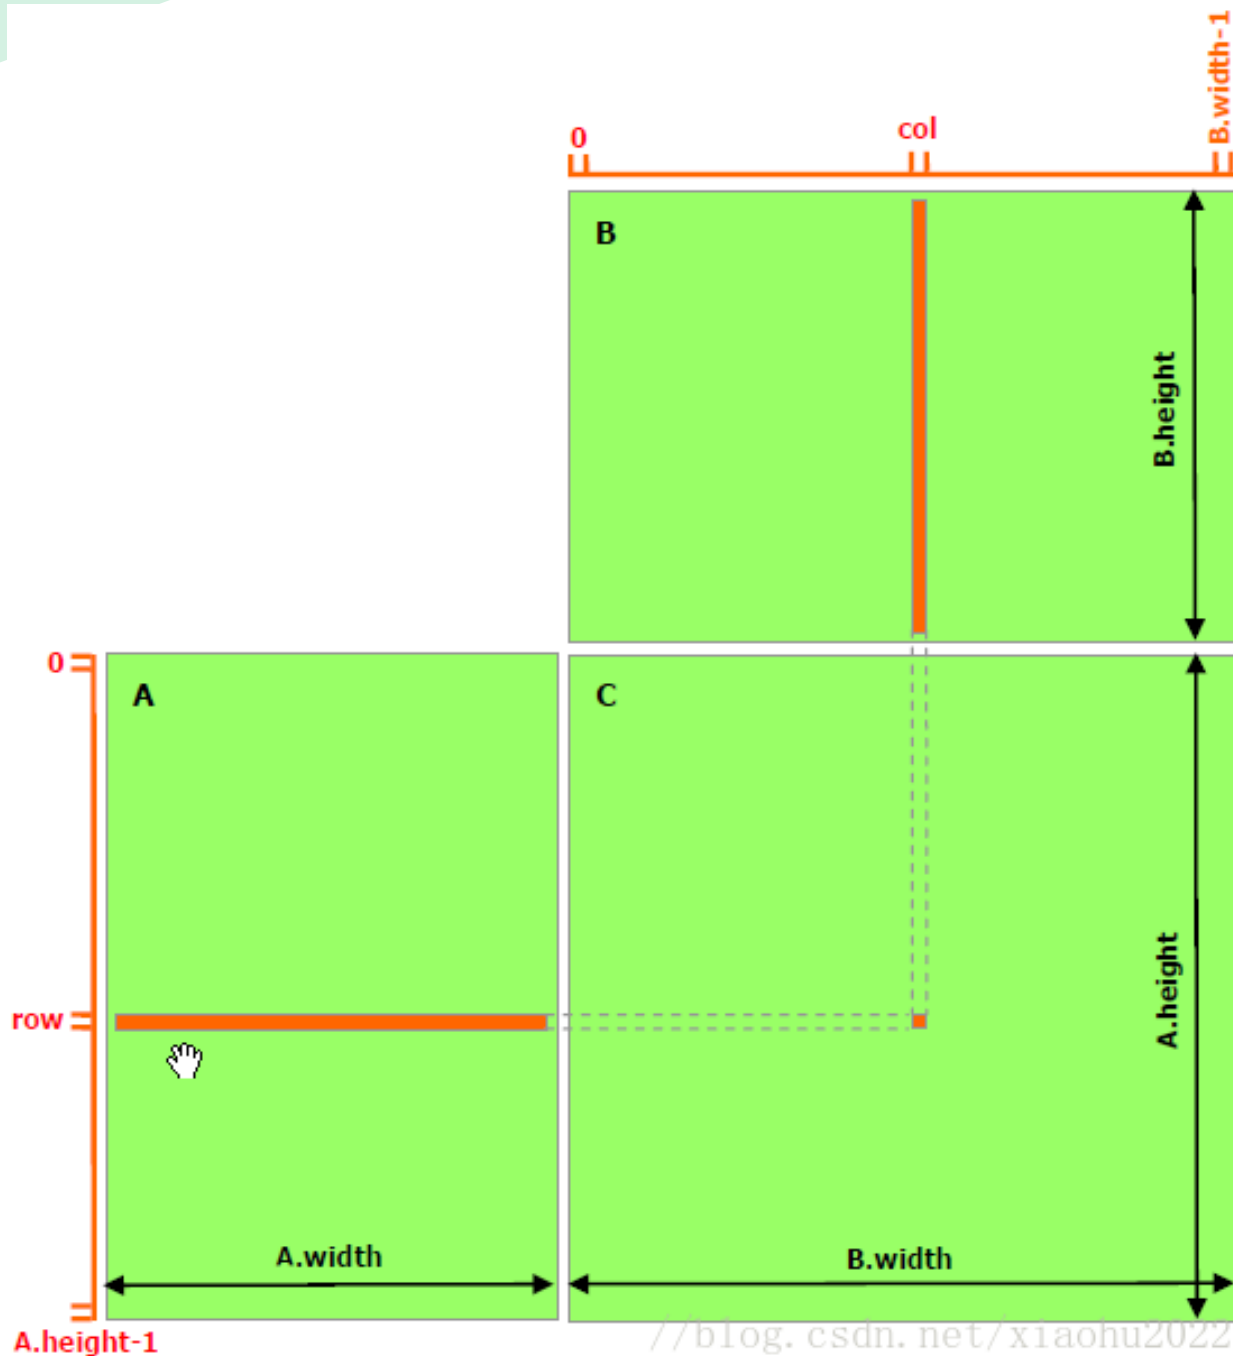 B.width-1
0
col
B
B.height
0
A
C
row
A.height
A.width
B.width
A.height-1
//blog.csdn.net/xiaohu2022